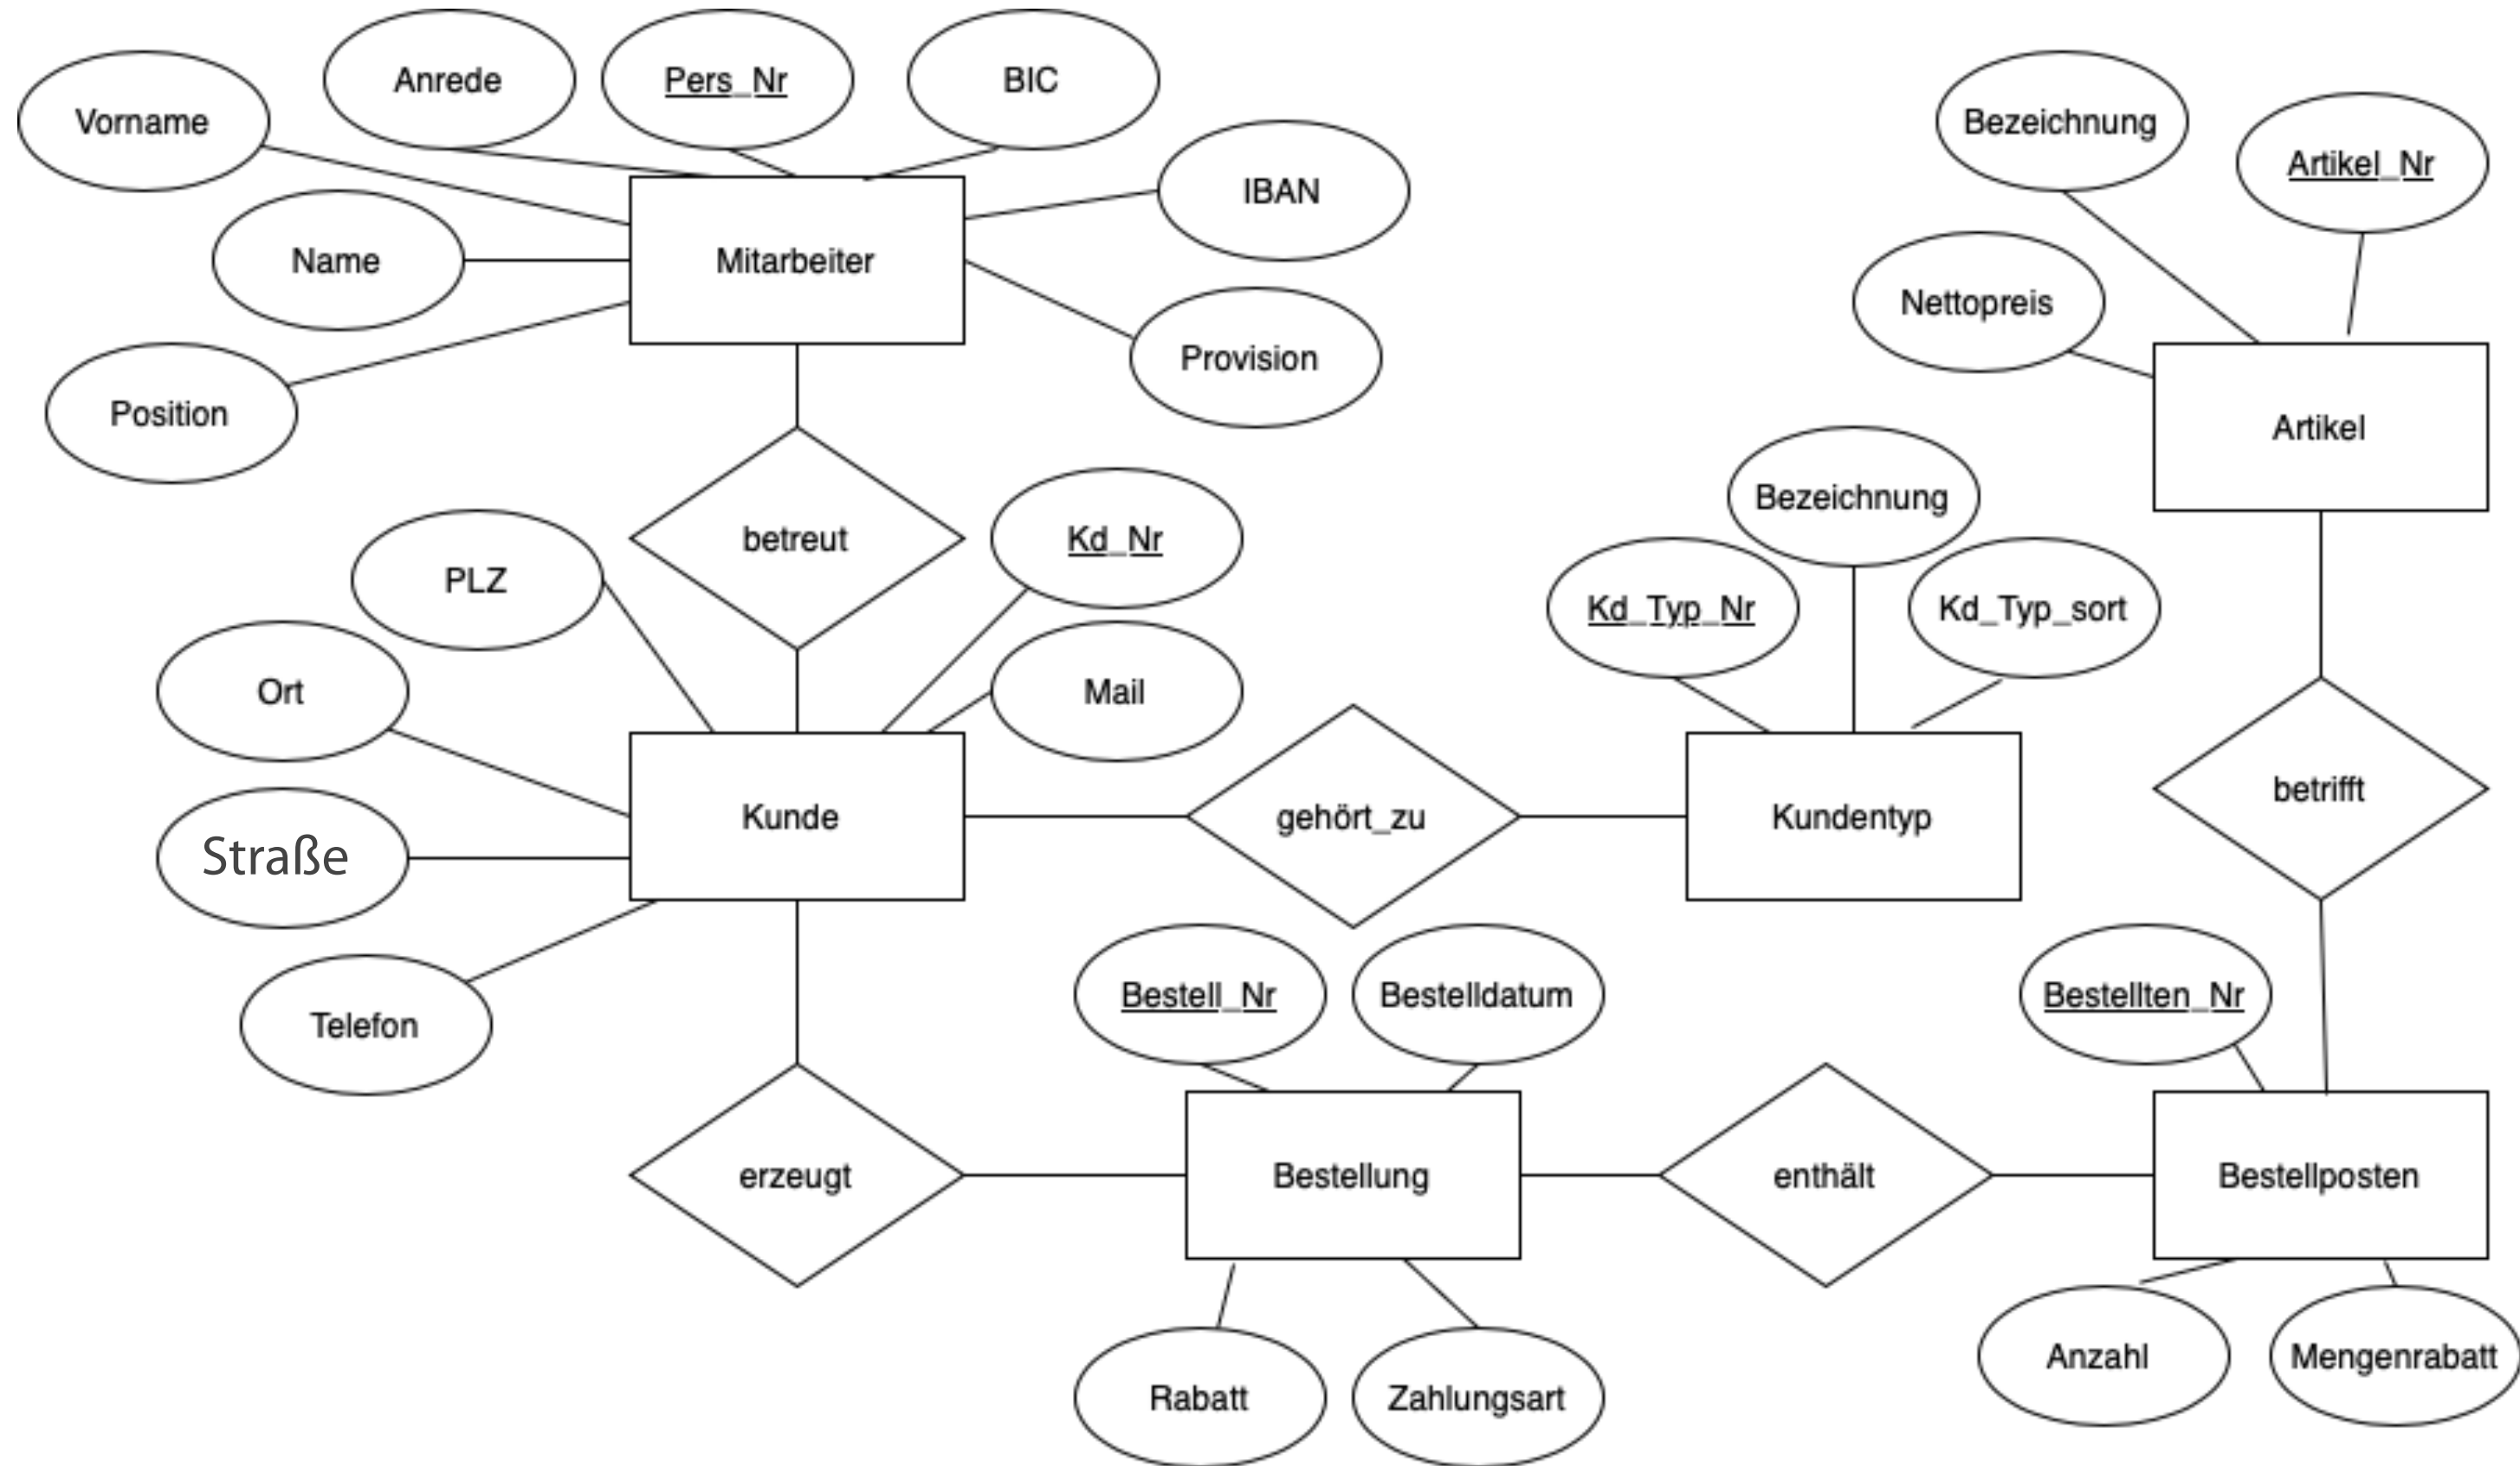 Anrede
Pers_Nr
BIC
Vorname
Bezeichnung
Artikel_Nr
IBAN
Name
Mitarbeiter
Nettopreis
Provision
Position
Artikel
Bezeichnung
betreut
Kd_Nr
PLZ
Kd_Typ_Nr
Kd_Typ_sort
Ort
Mail
betrifft
Kunde
gehört_zu
Kundentyp
Straße
Telefon
Bestell_Nr
Bestelldatum
Bestellten_Nr
erzeugt
Bestellung
enthält
Bestellposten
Anzahl
Mengenrabatt
Rabatt
Zahlungsart